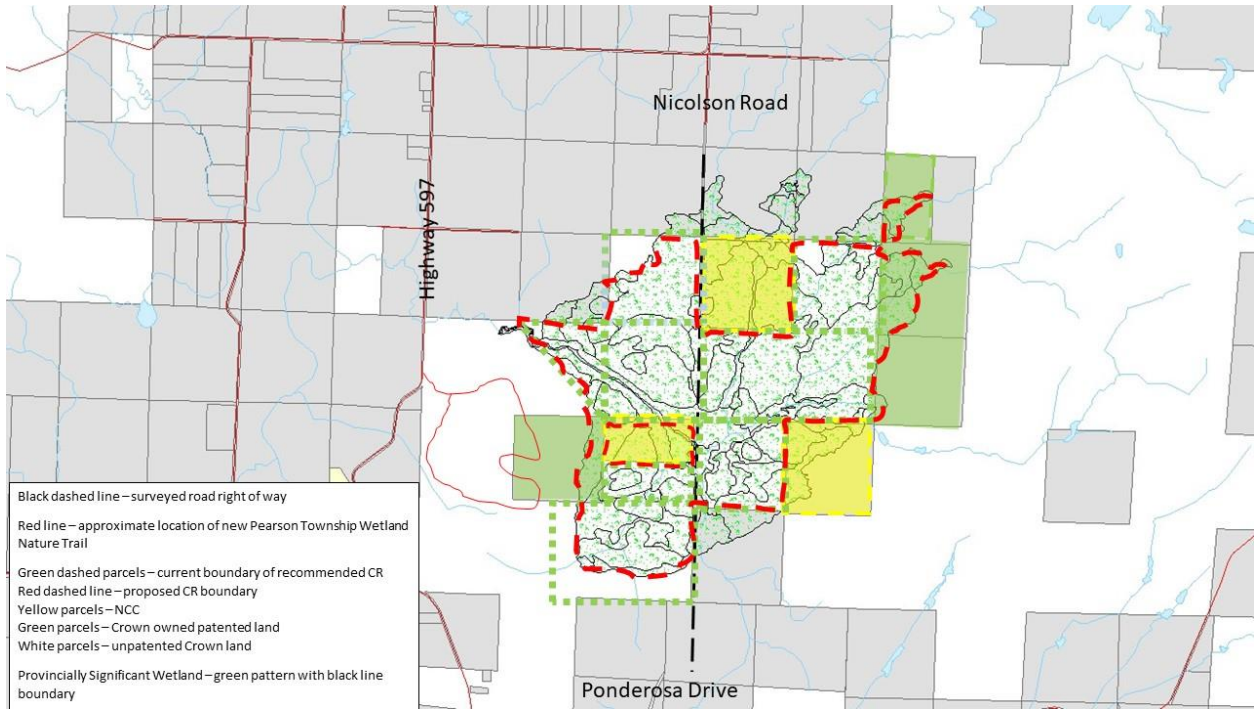 Nicolson Road
Highway 597
Black dashed line – surveyed road right of way
Red line – approximate location of new Pearson Township Wetland
Nature Trail
Green dashed parcels – current boundary of recommended CR
Red dashed line – proposed CR boundary
Yellow parcels – NCC
Green parcels – Crown owned patented land
White parcels – unpatented Crown land
Provincially Significant Wetland – green pattern with black line
boundary
Ponderosa Drive